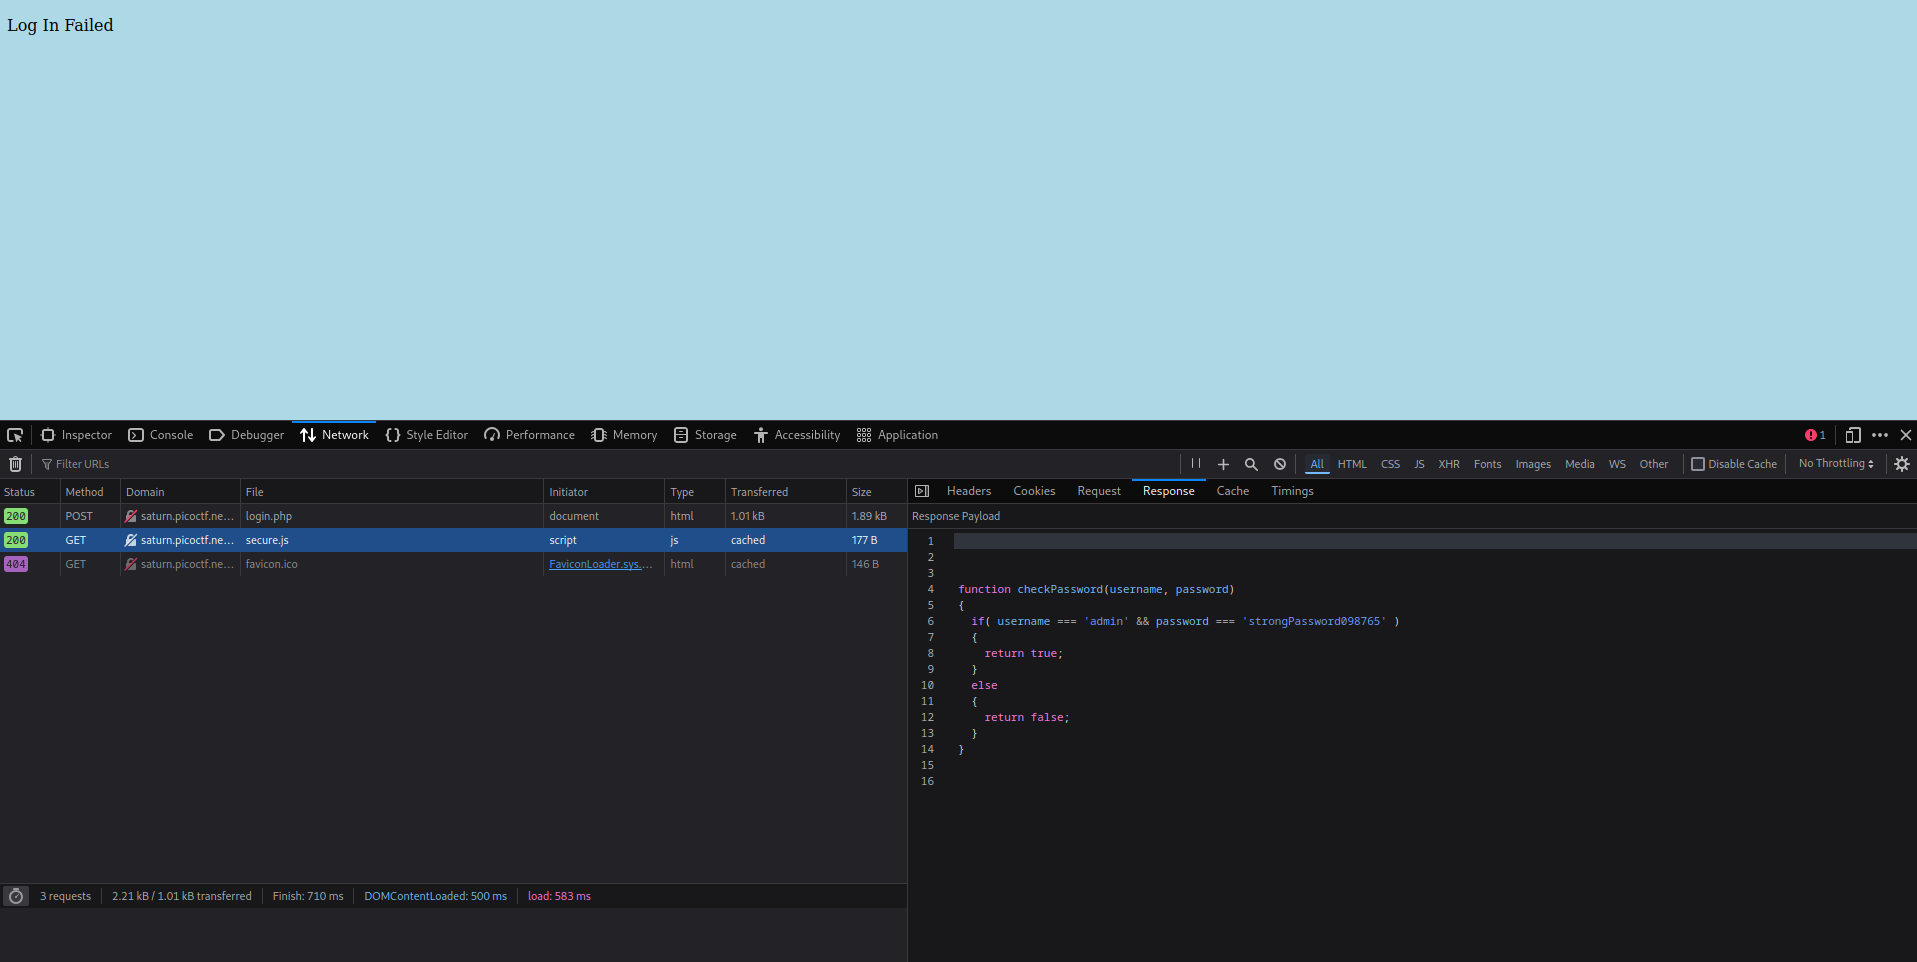 Log In Failed
Inspector Console Debugger Network {} Style Editor Performance Memory Storage Accessibility Application 1
Filter URLs All HTML CSS JS XHR Fonts Images Media WS Other Disable Cache No Throttling
Status Method Domain File Initiator Type Transferred Size
200 POST saturn.picoctf.ne... login.php document html 1.01 kB 1.89 kB
200 GET saturn.picoctf.ne... secure.js script js cached 177 B
404 GET saturn.picoctf.ne... favicon.ico FaviconLoader.sys.... html cached 146 B
3 requests 2.21 kB / 1.01 kB transferred Finish: 710 ms DOMContentLoaded: 500 ms load: 583 ms
Headers Cookies Request Response Cache Timings
Response Payload
1
2
3
4 function checkPassword(username, password)
5 {
6 if( username === 'admin' && password === 'strongPassword098765' )
7 {
8 return true;
9 }
10 else
11 {
12 return false;
13 }
14 }
15
16